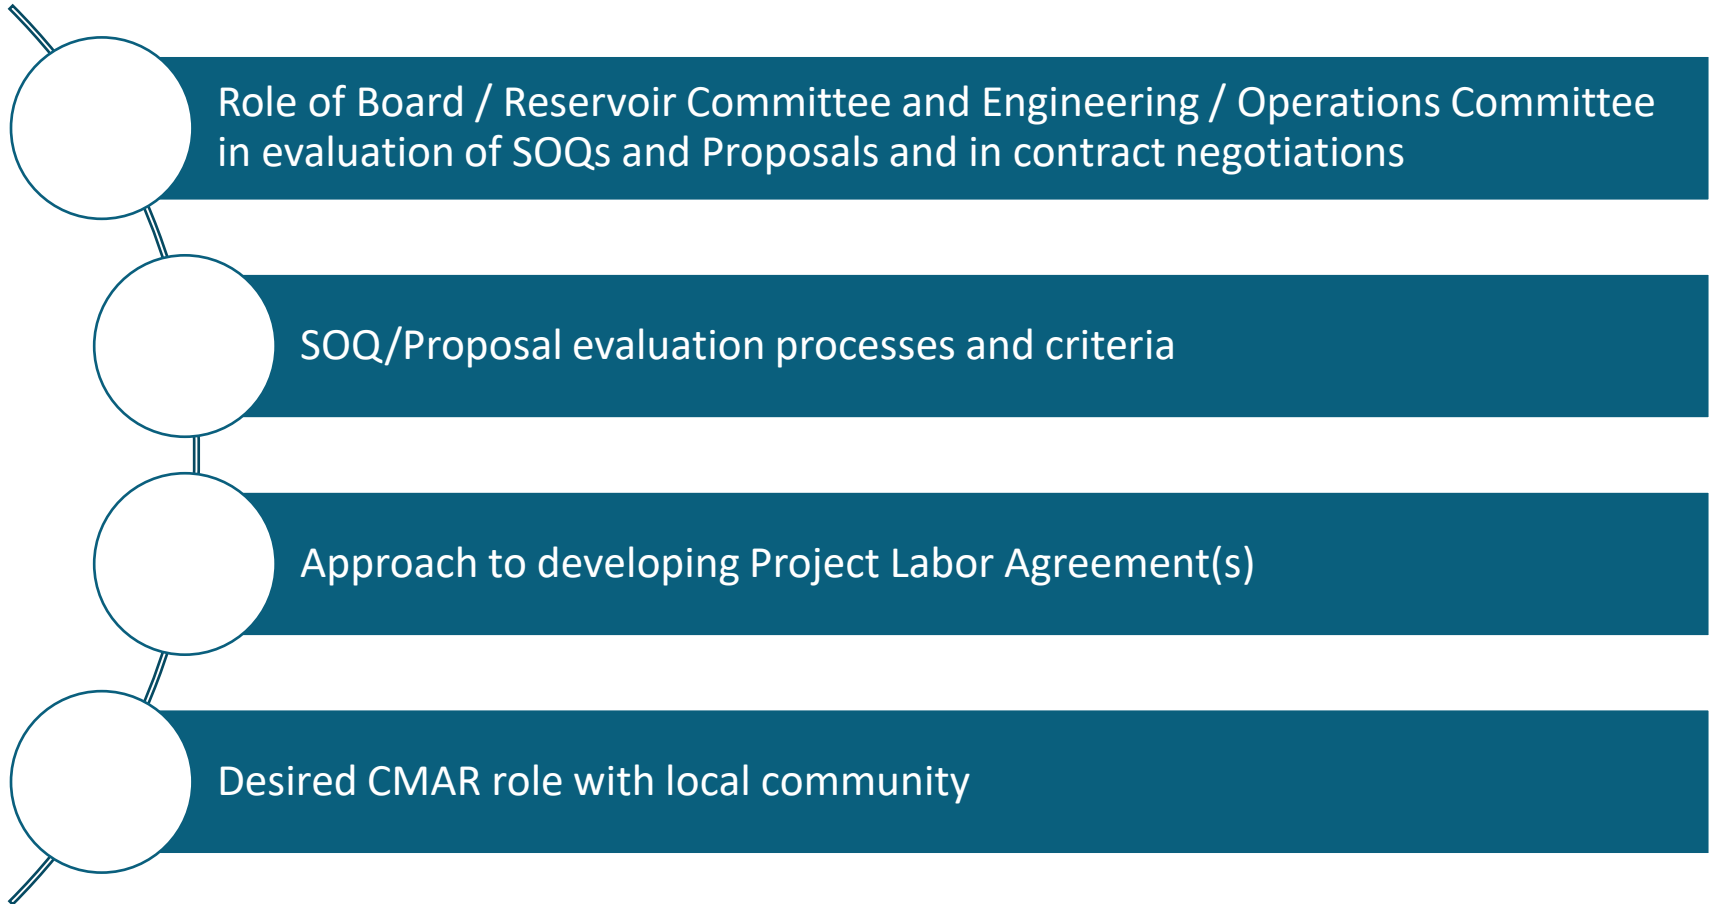 Role of Board / Reservoir Committee and Engineering / Operations Committee
in evaluation of SOQs and Proposals and in contract negotiations
SOQ/Proposal evaluation processes and criteria
Approach to developing Project Labor Agreement(s)
Desired CMAR role with local community